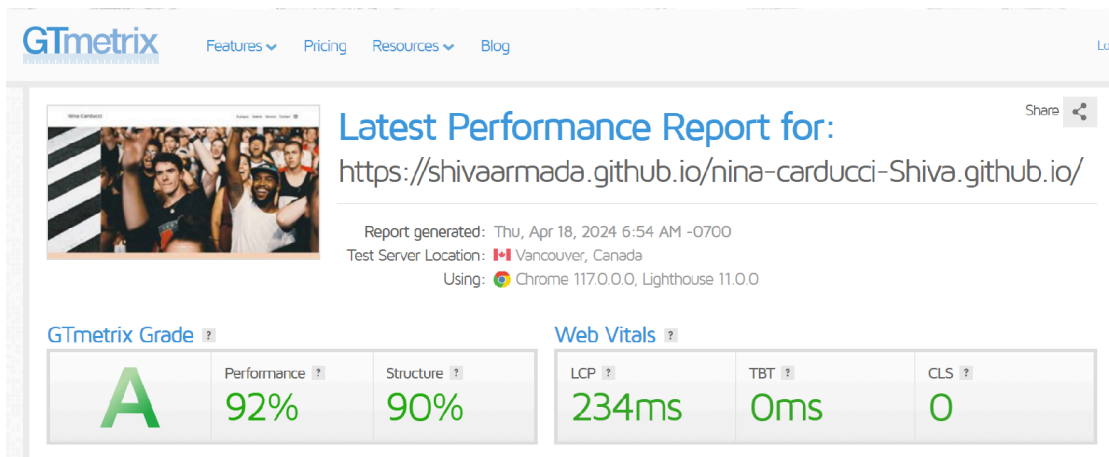 GTmetrix
Features Pricing Resources Blog
Nina Carducci
Share
Latest Performance Report for:
https://shivaarmada.github.io/nina-carducci-Shiva.github.io/
Report generated: Thu, Apr 18, 2024 6:54 AM -0700
Test Server Location: Vancouver, Canada
Using: Chrome 117.0.0.0, Lighthouse 11.0.0
GTmetrix Grade ?
Web Vitals ?
A
Performance ?
92%
Structure ?
90%
LCP ?
234ms
TBT ?
0ms
CLS ?
0